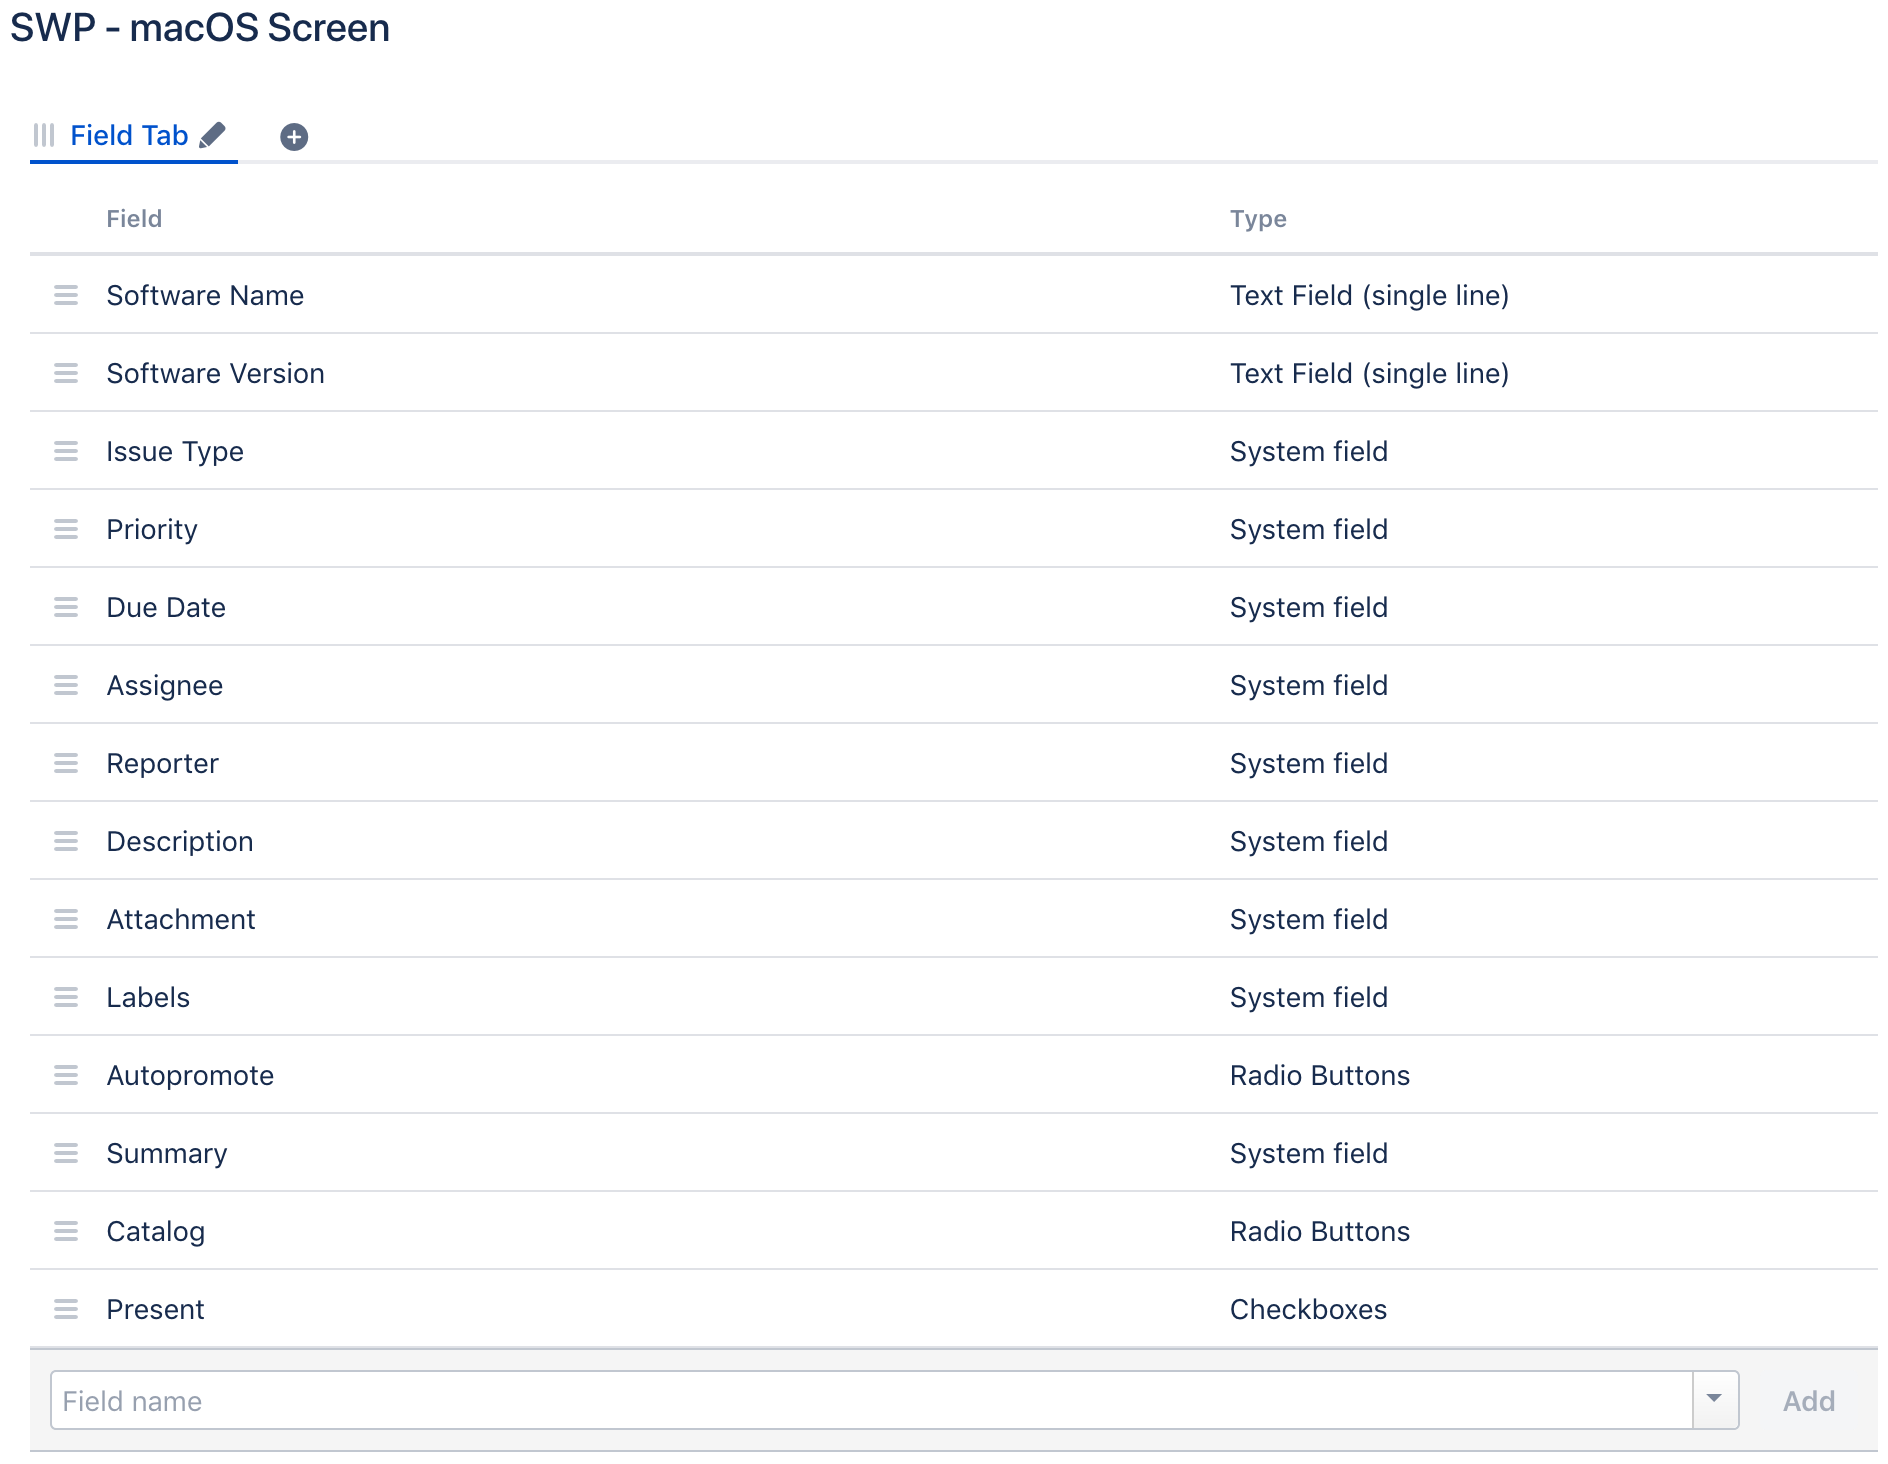 SWP - macOS Screen
Field Tab
Field Type
Software Name Text Field (single line)
Software Version Text Field (single line)
Issue Type System field
Priority System field
Due Date System field
Assignee System field
Reporter System field
Description System field
Attachment System field
Labels System field
Autopromote Radio Buttons
Summary System field
Catalog Radio Buttons
Present Checkboxes
Field name Add